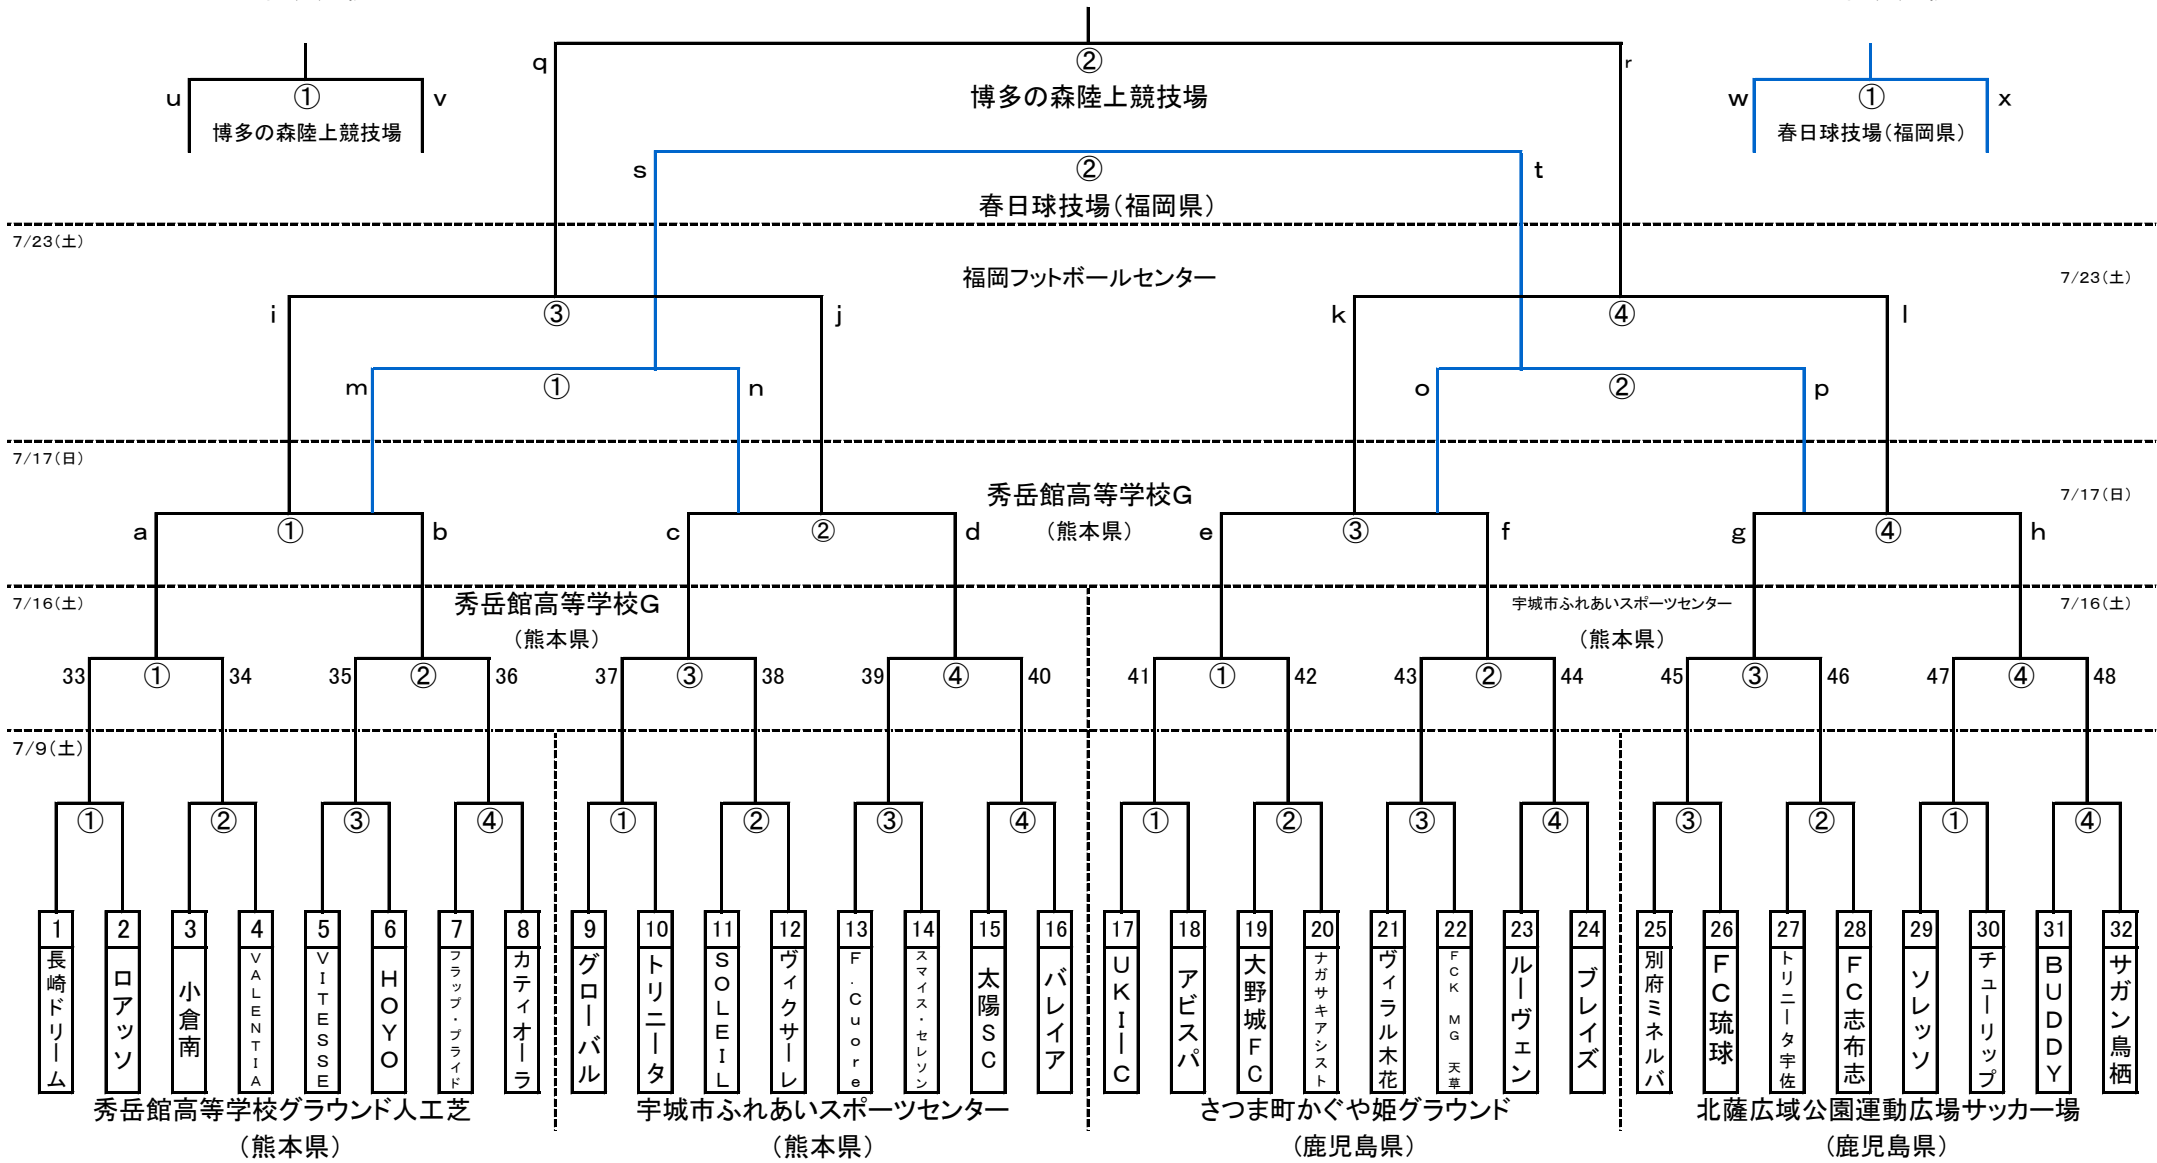 q ② r
u ① v
博多の森陸上競技場
博多の森陸上競技場
w ① x
春日球技場(福岡県)
s ② t
春日球技場(福岡県)
7/23(土)
福岡フットボールセンター
7/23(土)
i ③ j k ④ l
m ① n o ② p
7/17(日)
秀岳館高等学校G
(熊本県)
7/17(日)
a ① b c ② d e ③ f g ④ h
7/16(土)
秀岳館高等学校G
(熊本県)
宇城市ふれあいスポーツセンター
(熊本県)
7/16(土)
33 ① 34 35 ② 36 37 ③ 38 39 ④ 40 41 ① 42 43 ② 44 45 ③ 46 47 ④ 48
7/9(土)
① ② ③ ④ ① ② ③ ④ ① ② ③ ④ ③ ② ① ④
1 長崎ドリーム
2 ロアッソ
3 小倉南
4 VALENTIA
5 VITESSE
6 HOYO
7 フラップ・プライド
8 カティオーラ
9 グローバル
10 トリニータ
11 SOLEIL
12 ヴィクサーレ
13 F.Cuore
14 スマイス・セレソン
15 太陽SC
16 バレイア
17 UKI-C
18 アビスパ
19 大野城FC
20 ナガサキアシスト
21 ヴィラル木花
22 FCK MG 天草
23 ルーヴェン
24 ブレイズ
25 別府ミネルバ
26 FC琉球
27 トリニータ宇佐
28 FC志布志
29 ソレッソ
30 チューリップ
31 BUDDY
32 サガン鳥栖
秀岳館高等学校グラウンド人工芝
(熊本県)
宇城市ふれあいスポーツセンター
(熊本県)
さつま町かぐや姫グラウンド
(鹿児島県)
北薩広域公園運動広場サッカー場
(鹿児島県)